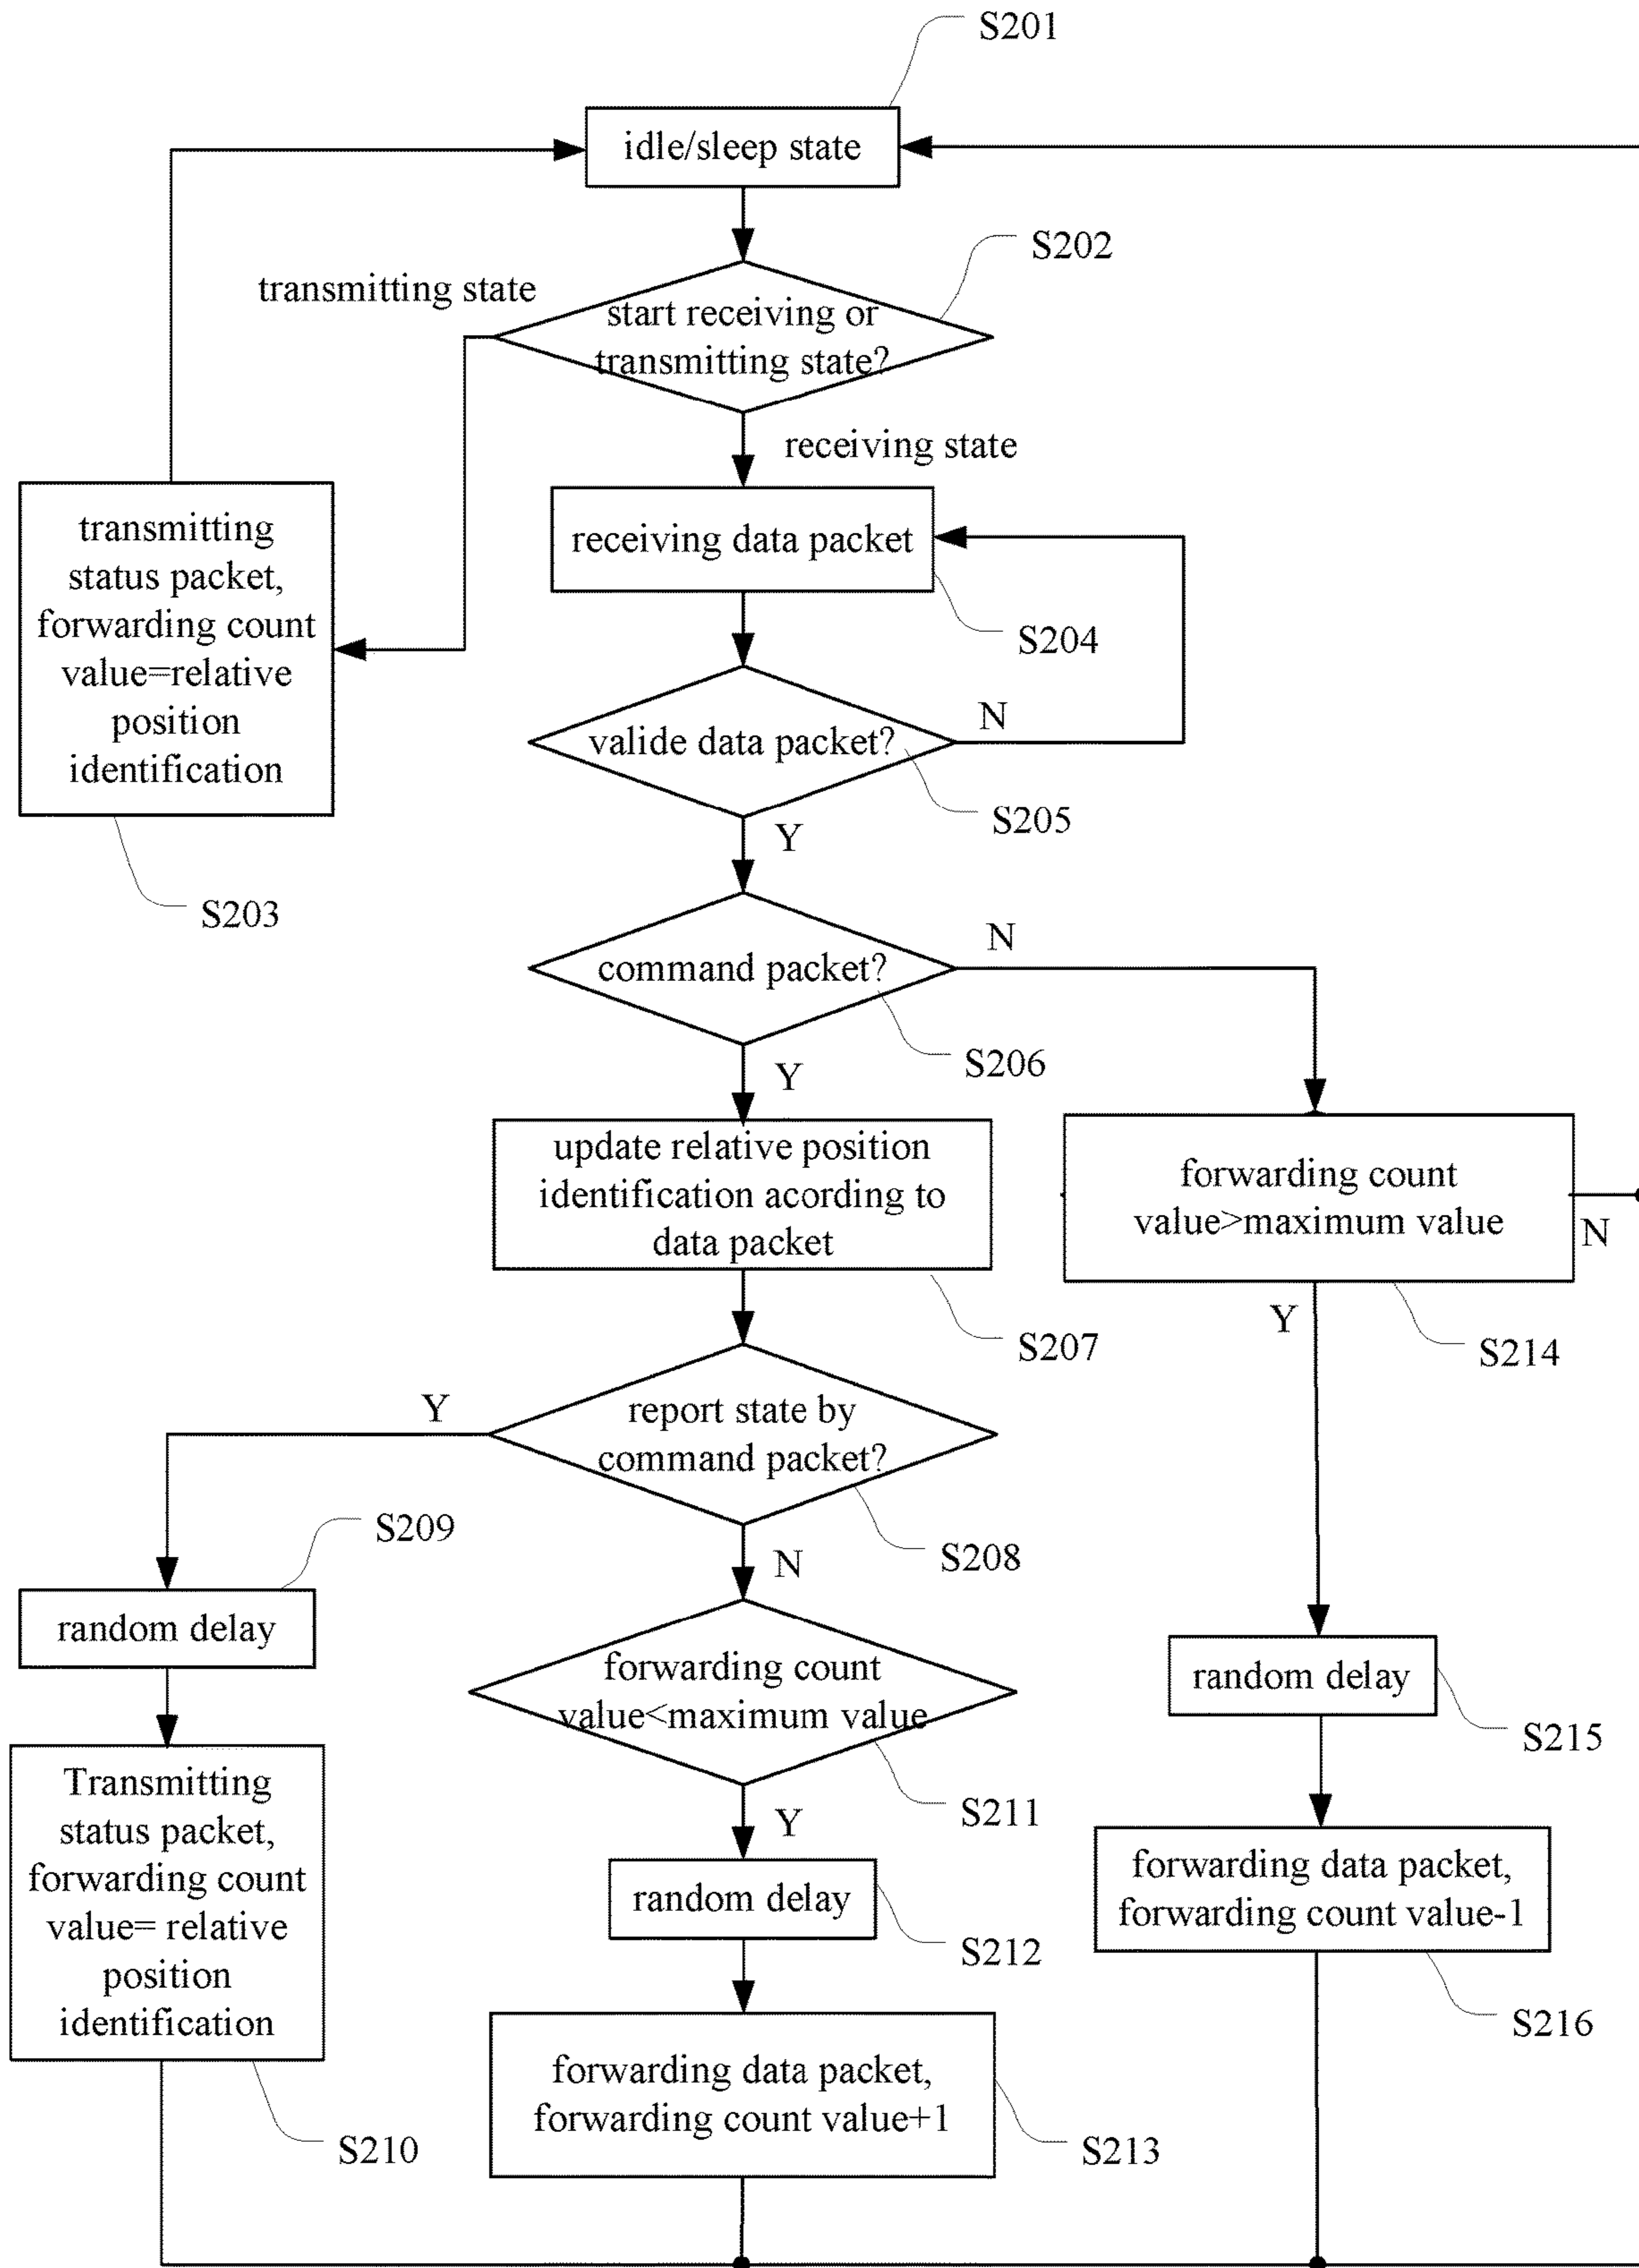 S201
idle/sleep state
S202
transmitting state
start receiving or
transmitting state?
receiving state
transmitting
status packet,
forwarding count
value=relative
position
identification
S203
receiving data packet
S204
valide data packet?
N
S205
Y
command packet?
N
S206
Y
update relative position
identification acording to
data packet
S207
forwarding count
value>maximum value
N
S214
Y
report state by
command packet?
Y
S208
N
S209
random delay
forwarding count
value<maximum value
S211
Y
random delay
S215
Transmitting
status packet,
forwarding count
value= relative
position
identification
S210
random delay
S212
forwarding data packet,
forwarding count value-1
S216
forwarding data packet,
forwarding count value+1
S213